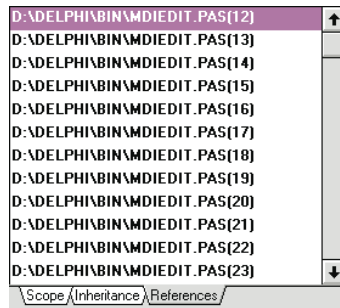 D:\DELPHI\BIN\MDIEDIT.PAS(12)
D:\DELPHI\BIN\MDIEDIT.PAS(13)
D:\DELPHI\BIN\MDIEDIT.PAS(14)
D:\DELPHI\BIN\MDIEDIT.PAS(15)
D:\DELPHI\BIN\MDIEDIT.PAS(16)
D:\DELPHI\BIN\MDIEDIT.PAS(17)
D:\DELPHI\BIN\MDIEDIT.PAS(18)
D:\DELPHI\BIN\MDIEDIT.PAS(19)
D:\DELPHI\BIN\MDIEDIT.PAS(20)
D:\DELPHI\BIN\MDIEDIT.PAS(21)
D:\DELPHI\BIN\MDIEDIT.PAS(22)
D:\DELPHI\BIN\MDIEDIT.PAS(23)
Scope Inheritance References